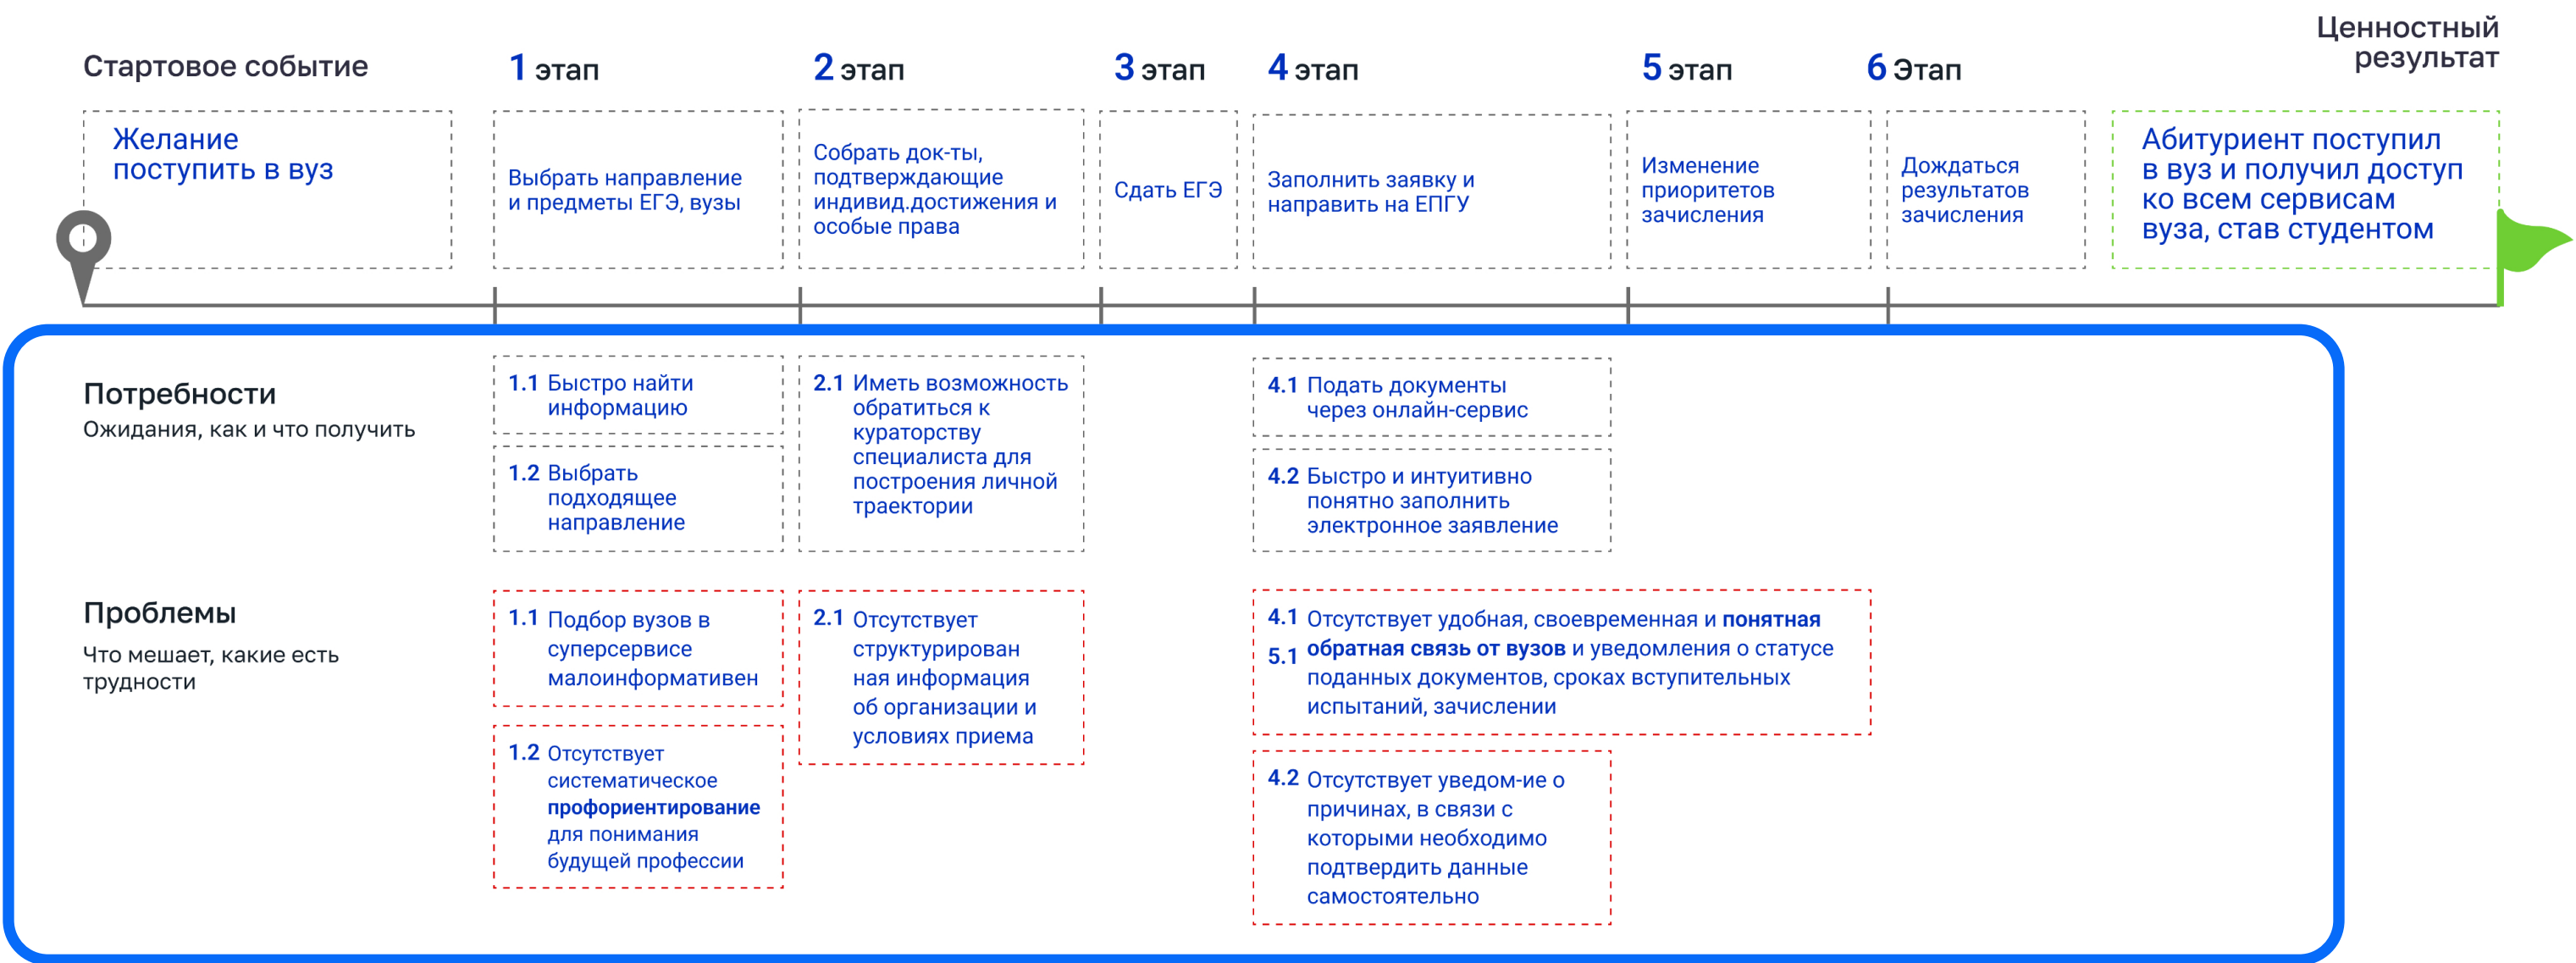 Стартовое событие
1 этап
2 этап
3 этап
4 этап
5 этап
6 Этап
Ценностный
результат
Желание
поступить в вуз
Выбрать направление
и предметы ЕГЭ, вузы
Собрать док-ты,
подтверждающие
индивид.достижения и
особые права
Сдать ЕГЭ
Заполнить заявку и
направить на ЕПГУ
Изменение
приоритетов
зачисления
Дождаться
результатов
зачисления
Абитуриент поступил
в вуз и получил доступ
ко всем сервисам
вуза, став студентом
Потребности
Ожидания, как и что получить
1.1 Быстро найти
информацию
1.2 Выбрать
подходящее
направление
2.1 Иметь возможность
обратиться к
кураторству
специалиста для
построения личной
траектории
4.1 Подать документы
через онлайн-сервис
4.2 Быстро и интуитивно
понятно заполнить
электронное заявление
Проблемы
Что мешает, какие есть
трудности
1.1 Подбор вузов в
суперсервисе
малоинформативен
1.2 Отсутствует
систематическое
профориентирование
для понимания
будущей профессии
2.1 Отсутствует
структурирован
ная информация
об организации и
условиях приема
4.1 Отсутствует удобная, своевременная и понятная
5.1 обратная связь от вузов и уведомления о статусе
поданных документов, сроках вступительных
испытаний, зачислении
4.2 Отсутствует уведом-ие о
причинах, в связи с
которыми необходимо
подтвердить данные
самостоятельно